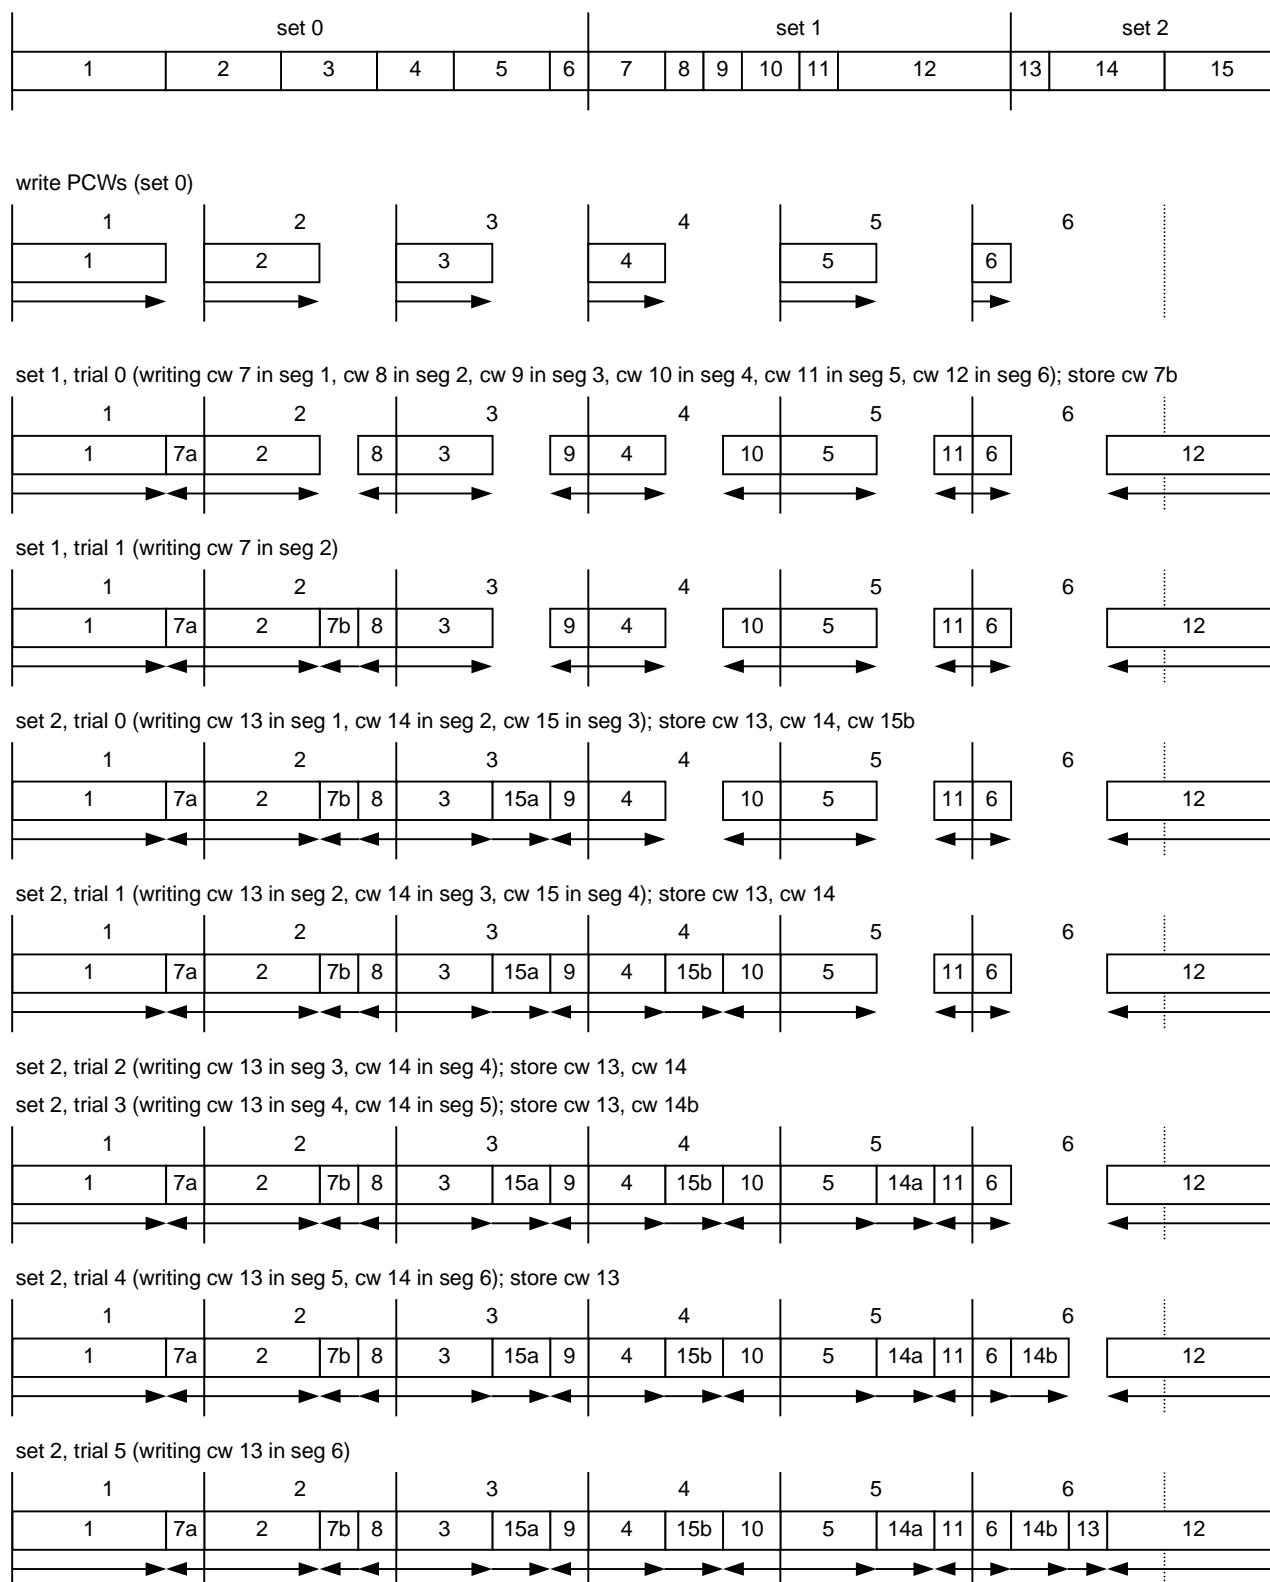 set 0 set 1 set 2
1 2 3 4 5 6 7 8 9 10 11 12 13 14 15
write PCWs (set 0)
1 2 3 4 5 6
1 2 3 4 5 6
set 1, trial 0 (writing cw 7 in seg 1, cw 8 in seg 2, cw 9 in seg 3, cw 10 in seg 4, cw 11 in seg 5, cw 12 in seg 6); store cw 7b
1 2 3 4 5 6
1 7a 2 8 3 9 4 10 5 11 6 12
set 1, trial 1 (writing cw 7 in seg 2)
1 2 3 4 5 6
1 7a 2 7b 8 3 9 4 10 5 11 6 12
set 2, trial 0 (writing cw 13 in seg 1, cw 14 in seg 2, cw 15 in seg 3); store cw 13, cw 14, cw 15b
1 2 3 4 5 6
1 7a 2 7b 8 3 15a 9 4 10 5 11 6 12
set 2, trial 1 (writing cw 13 in seg 2, cw 14 in seg 3, cw 15 in seg 4); store cw 13, cw 14
1 2 3 4 5 6
1 7a 2 7b 8 3 15a 9 4 15b 10 5 11 6 12
set 2, trial 2 (writing cw 13 in seg 3, cw 14 in seg 4); store cw 13, cw 14
set 2, trial 3 (writing cw 13 in seg 4, cw 14 in seg 5); store cw 13, cw 14b
1 2 3 4 5 6
1 7a 2 7b 8 3 15a 9 4 15b 10 5 14a 11 6 12
set 2, trial 4 (writing cw 13 in seg 5, cw 14 in seg 6); store cw 13
1 2 3 4 5 6
1 7a 2 7b 8 3 15a 9 4 15b 10 5 14a 11 6 14b 12
set 2, trial 5 (writing cw 13 in seg 6)
1 2 3 4 5 6
1 7a 2 7b 8 3 15a 9 4 15b 10 5 14a 11 6 14b 13 12